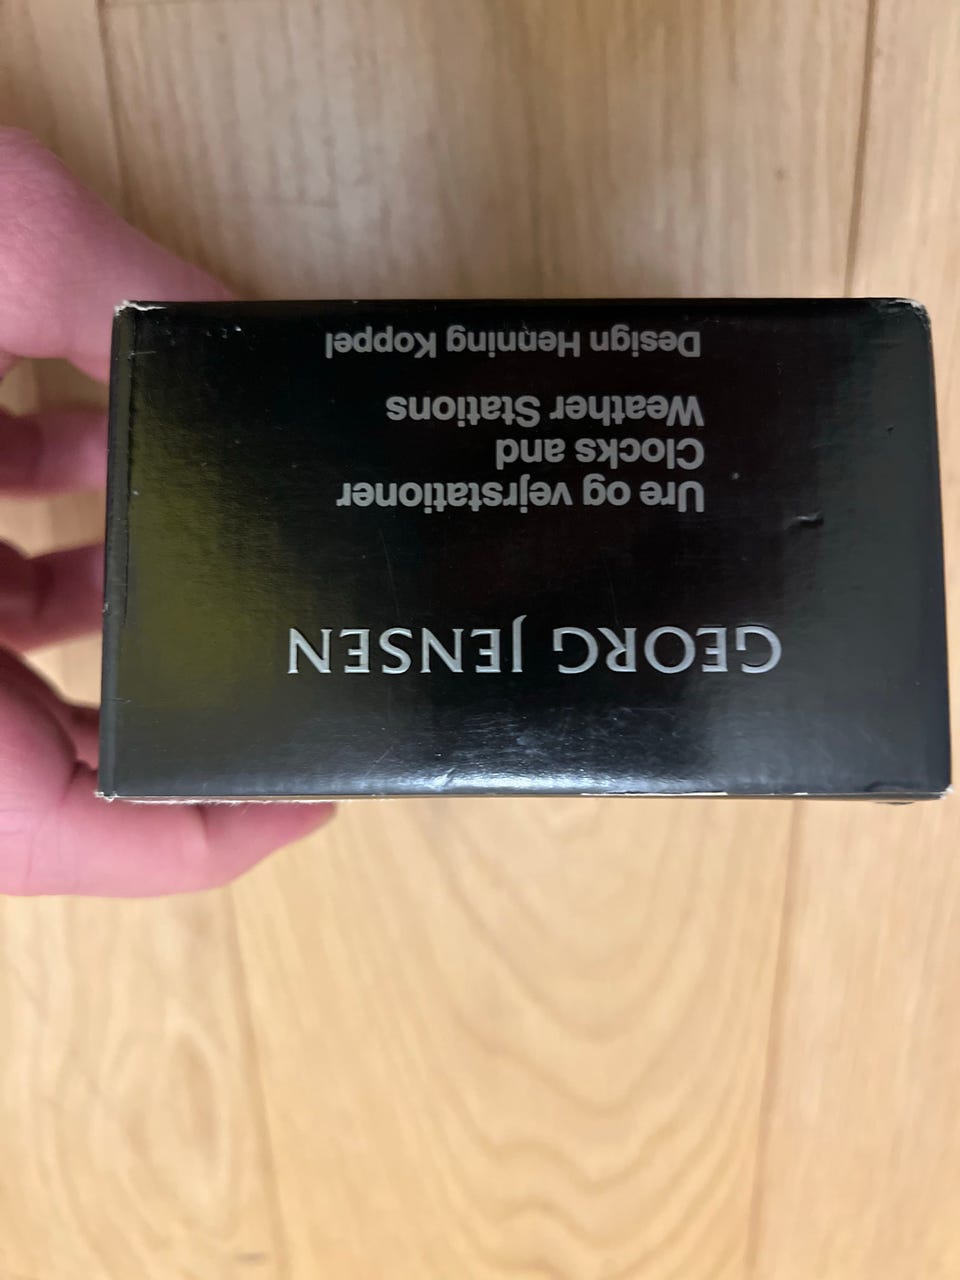 GEORG JENSEN
Ure og vejrstationer
Clocks and
Weather Stations
Design Henning Koppel